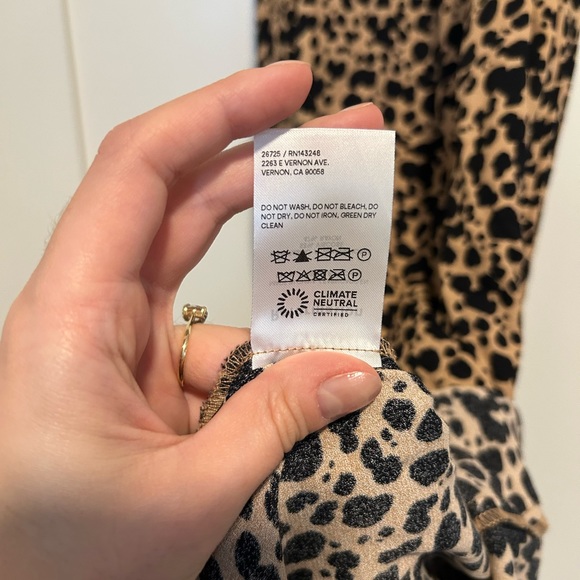 26725 / RN143246
2263 E VERNON AVE.
VERNON, CA 90058
DO NOT WASH, DO NOT BLEACH, DO
NOT DRY, DO NOT IRON, GREEN DRY
CLEAN
P
P
CLIMATE
NEUTRAL
CERTIFIED